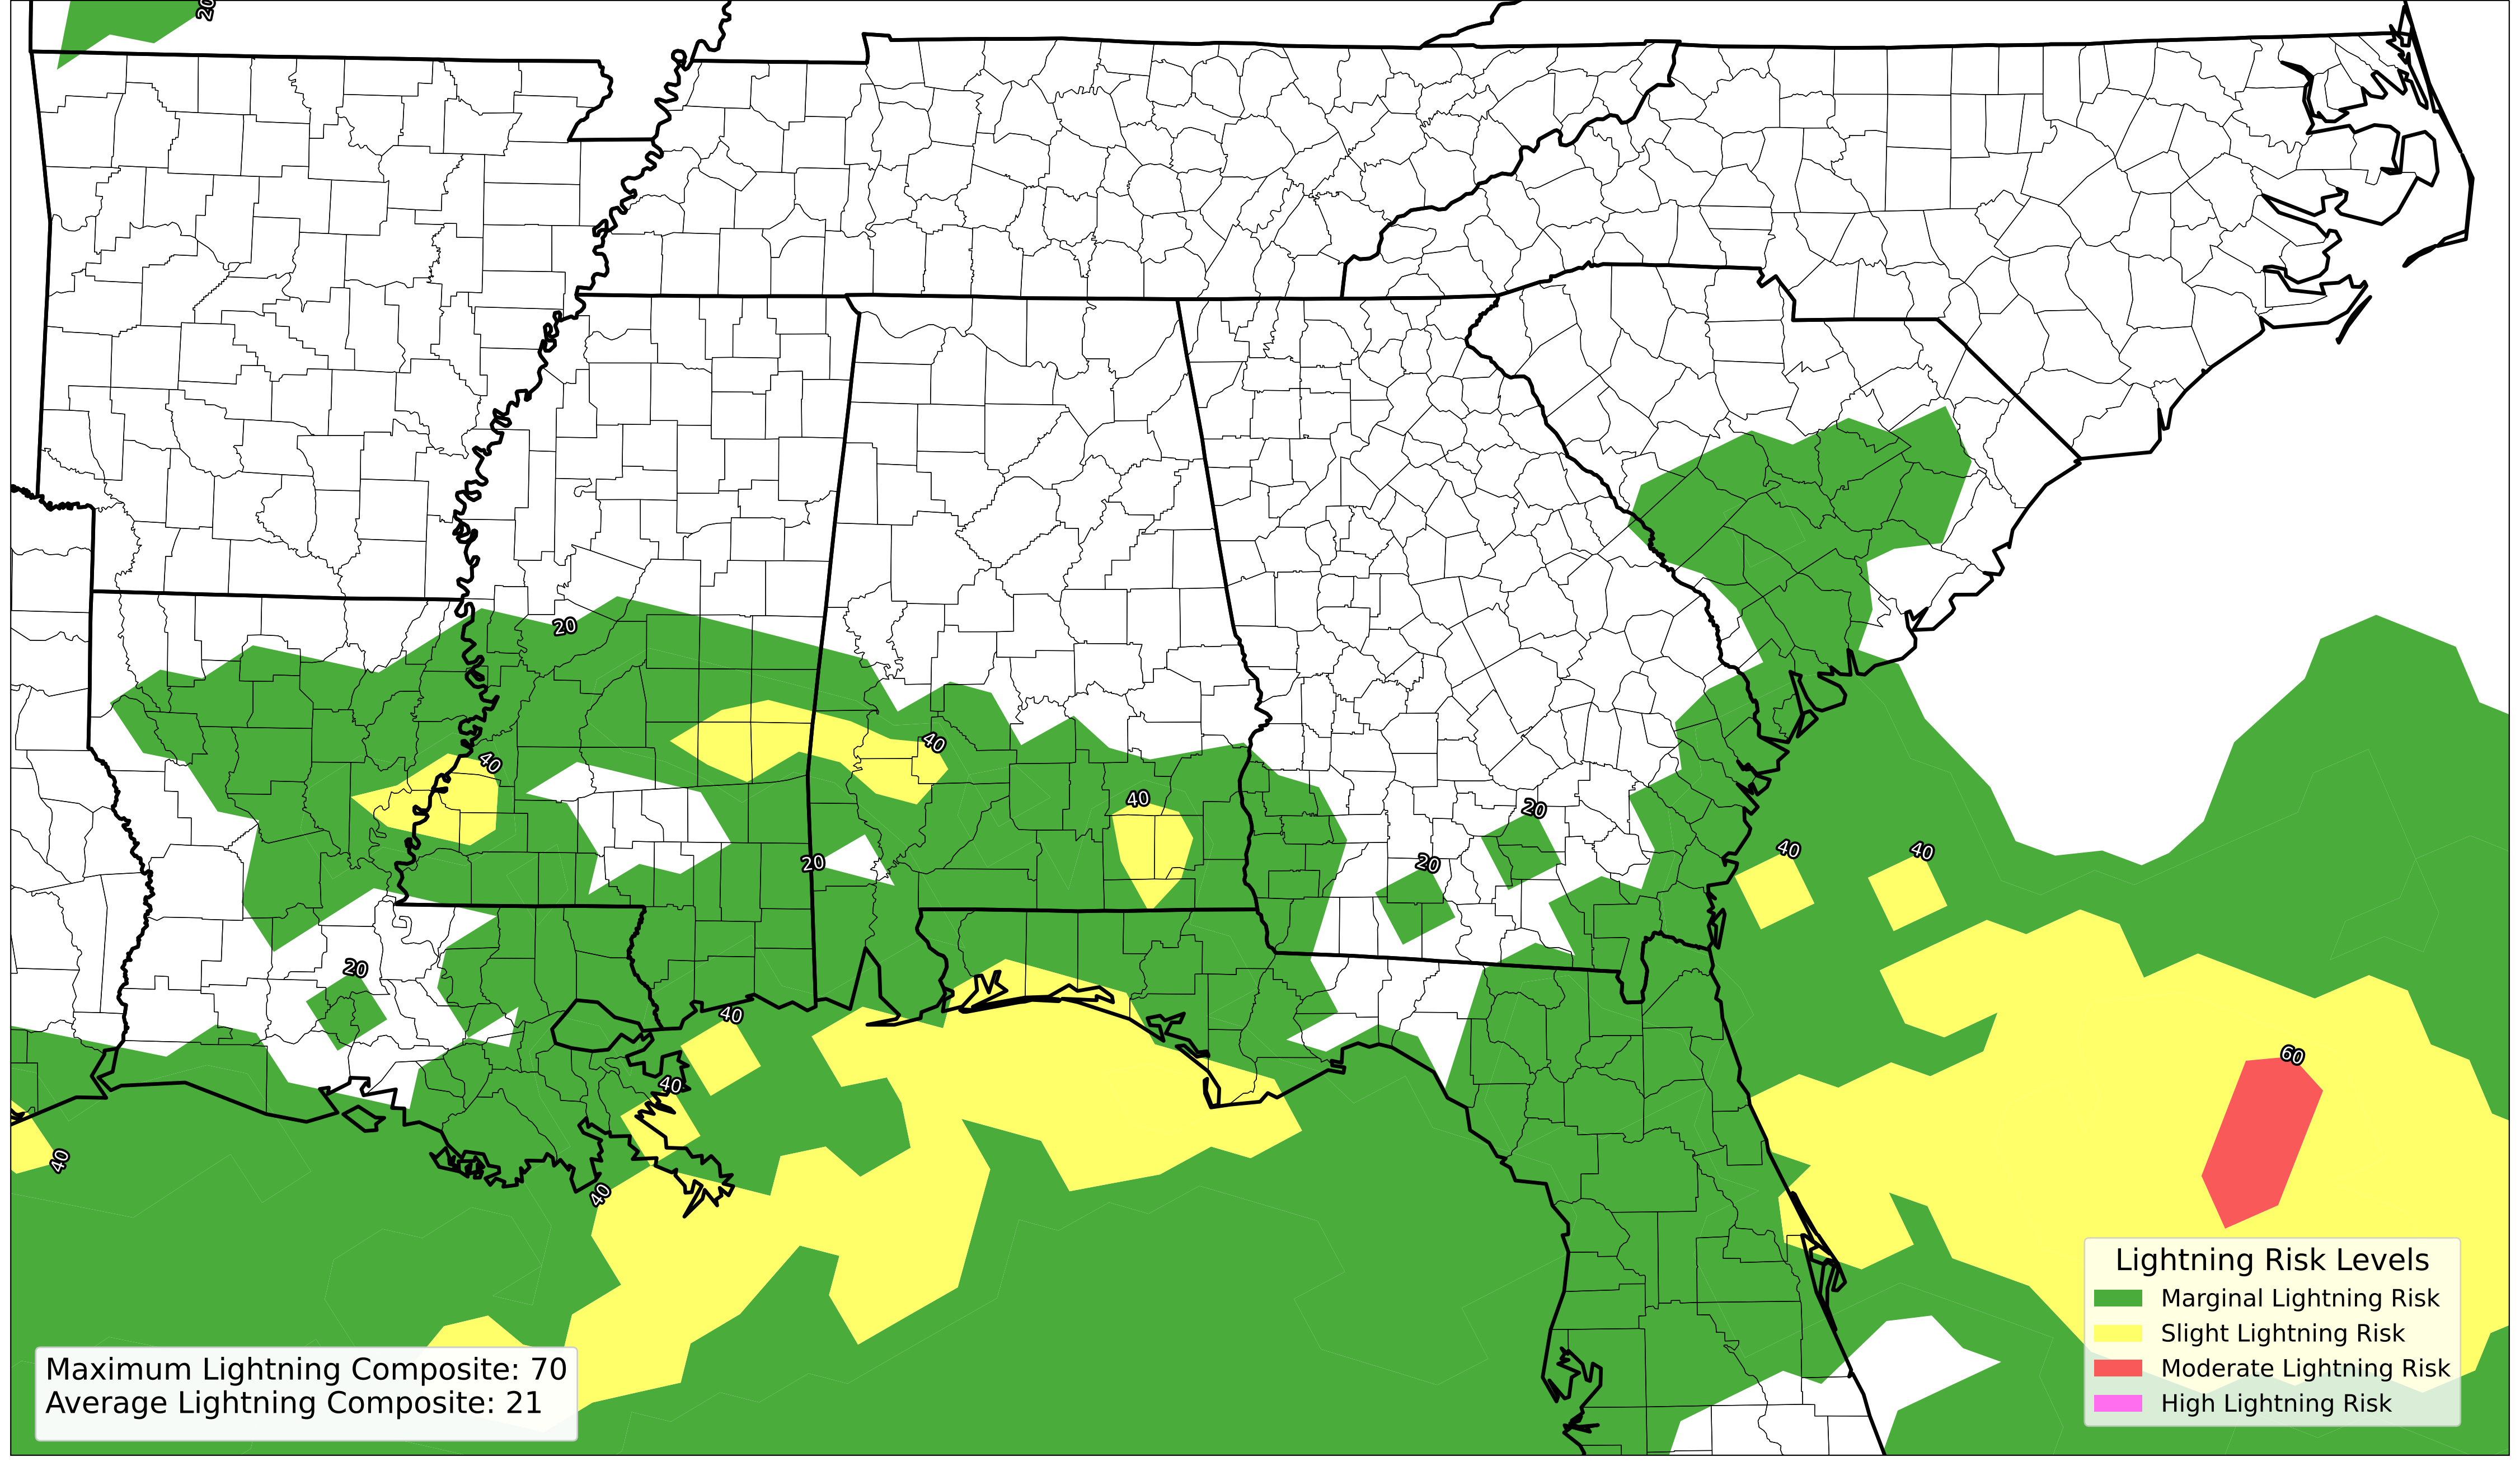 20
20
40
40
40
20
20
20
40
40
20
40
60
40
40
40
Lightning Risk Levels
Marginal Lightning Risk
Slight Lightning Risk
Moderate Lightning Risk
High Lightning Risk
Maximum Lightning Composite: 70
Average Lightning Composite: 21